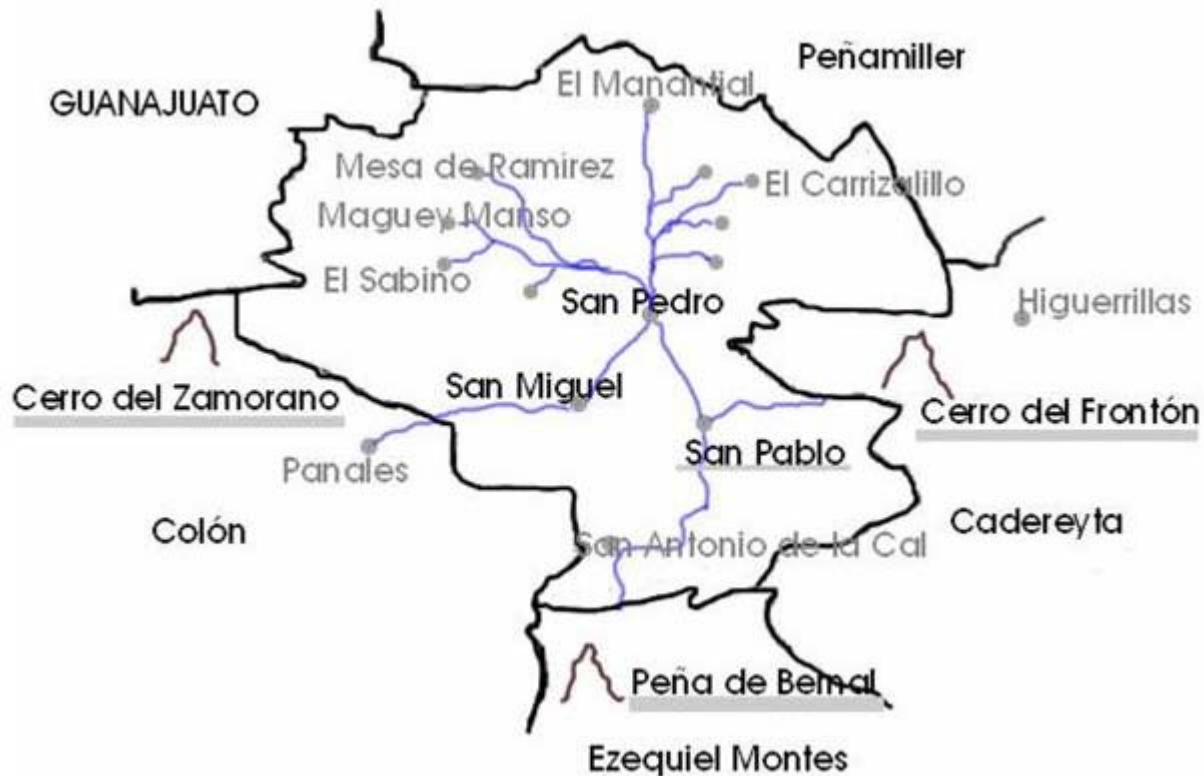 Peñamiller
El Manantial
GUANAJUATO
Mesa de Ramirez
El Carrizalillo
Maguey Manso
El Sabino
San Pedro
Higuerrillas
San Miguel
Cerro del Zamorano
Cerro del Frontón
San Pablo
Panales
Colón
Cadereyta
San Antonio de la Cal
Peña de Bernal
Ezequiel Montes